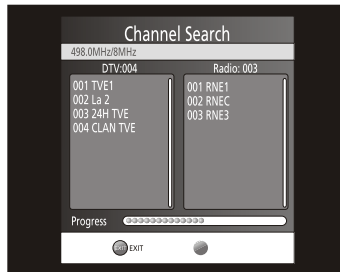 Channel Search
498.0MHz/8MHz
DTV:004
001 TVE1
002 La 2
003 24H TVE
004 CLAN TVE
Radio: 003
001 RNE1
002 RNEC
003 RNE3
Progress
EXIT EXIT